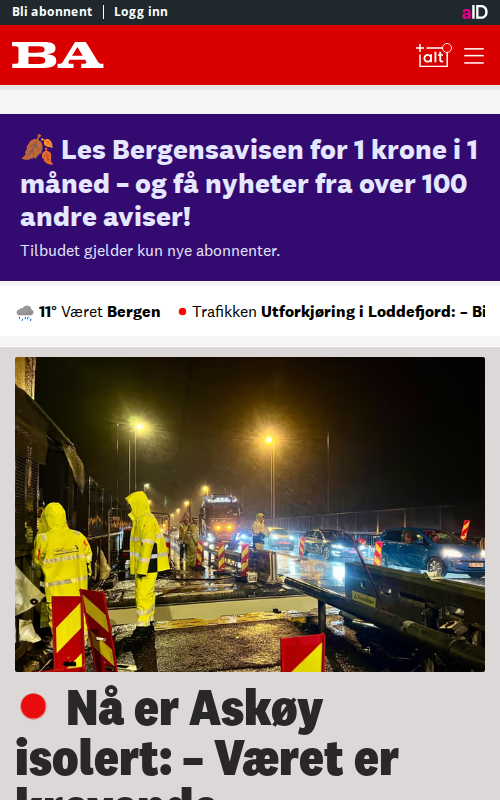 Bli abonnent | Logg inn
aID
BA
+alt
Les Bergensavisen for 1 krone i 1
måned – og få nyheter fra over 100
andre aviser!
Tilbudet gjelder kun nye abonnenter.
11° Været Bergen
Trafikken Utforkjøring i Loddefjord: – Bi
Nå er Askøy
isolert: – Været er
krevende